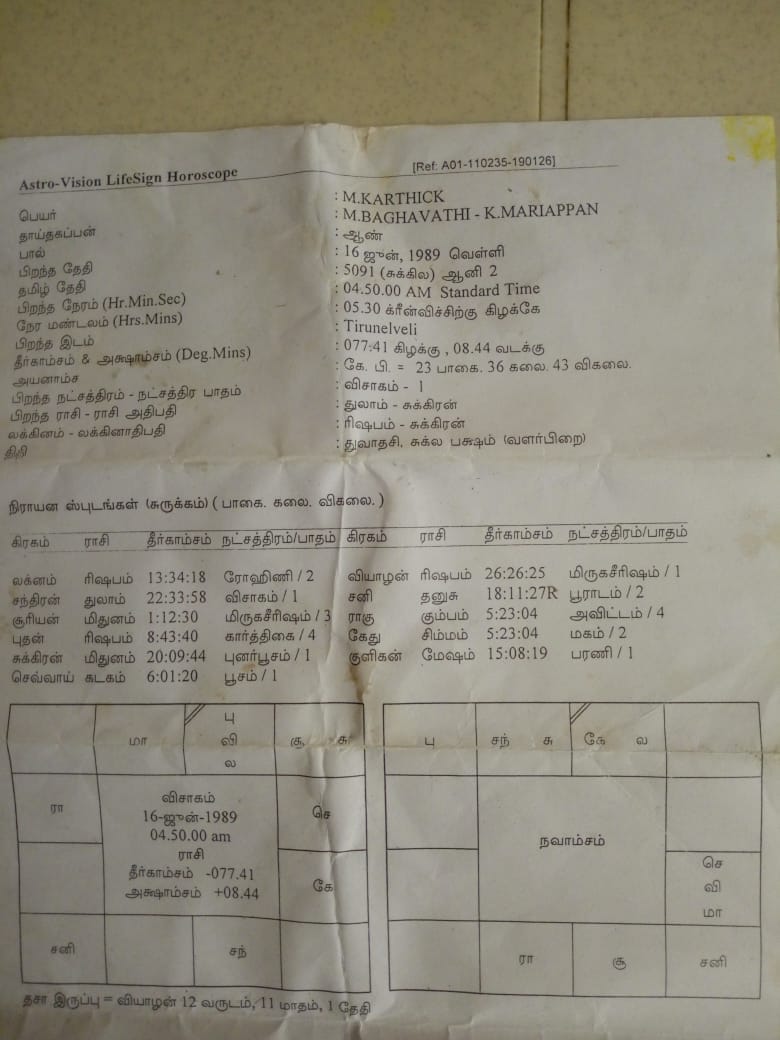 Astro-Vision LifeSign Horoscope [Ref: A01-110235-190126]
பெயர் : M.KARTHICK
தாய்தகப்பன் : M.BAGHAVATHI - K.MARIAPPAN
பால் : ஆண்
பிறந்த தேதி : 16 ஜுன், 1989 வெள்ளி
தமிழ் தேதி : 5091 (சுக்கில) ஆனி 2
பிறந்த நேரம் (Hr.Min.Sec) : 04.50.00 AM Standard Time
நேர மண்டலம் (Hrs.Mins) : 05.30 க்ரீன்விச்சிற்கு கிழக்கே
பிறந்த இடம் : Tirunelveli
தீர்காம்சம் & அக்ஷாம்சம் (Deg.Mins) : 077:41 கிழக்கு , 08.44 வடக்கு
அயனாம்ச : கே. பி. = 23 பாகை. 36 கலை. 43 விகலை.
பிறந்த நட்சத்திரம் - நட்சத்திர பாதம் : விசாகம் - 1
பிறந்த ராசி - ராசி அதிபதி : துலாம் - சுக்கிரன்
லக்கினம் - லக்கினாதிபதி : ரிஷபம் - சுக்கிரன்
திதி : துவாதசி, சுக்ல பக்ஷம் (வளர்பிறை)
நிராயன ஸ்புடங்கள் (சுருக்கம்) ( பாகை. கலை. விகலை. )
கிரகம் ராசி தீர்காம்சம் நட்சத்திரம்/பாதம் கிரகம் ராசி தீர்காம்சம் நட்சத்திரம்/பாதம்
லக்னம் ரிஷபம் 13:34:18 ரோஹிணி / 2 வியாழன் ரிஷபம் 26:26:25 மிருகசீரிஷம் / 1
சந்திரன் துலாம் 22:33:58 விசாகம் / 1 சனி தனுசு 18:11:27R பூராடம் / 2
சூரியன் மிதுனம் 1:12:30 மிருகசீரிஷம் / 3 ராகு கும்பம் 5:23:04 அவிட்டம் / 4
புதன் ரிஷபம் 8:43:40 கார்த்திகை / 4 கேது சிம்மம் 5:23:04 மகம் / 2
சுக்கிரன் மிதுனம் 20:09:44 புனர்பூசம் / 1 குளிகன் மேஷம் 15:08:19 பரணி / 1
செவ்வாய் கடகம் 6:01:20 பூசம் / 1
மா பு வி ல சூ சு
ரா செ
விசாகம்
16-ஜுன்-1989
04.50.00 am
ராசி
தீர்காம்சம் -077.41
அக்ஷாம்சம் +08.44
கே
சனி சந்
பு சந் சு கே ல
நவாம்சம்
செ
வி
மா
ரா சூ சனி
தசா இருப்பு = வியாழன் 12 வருடம், 11 மாதம், 1 தேதி